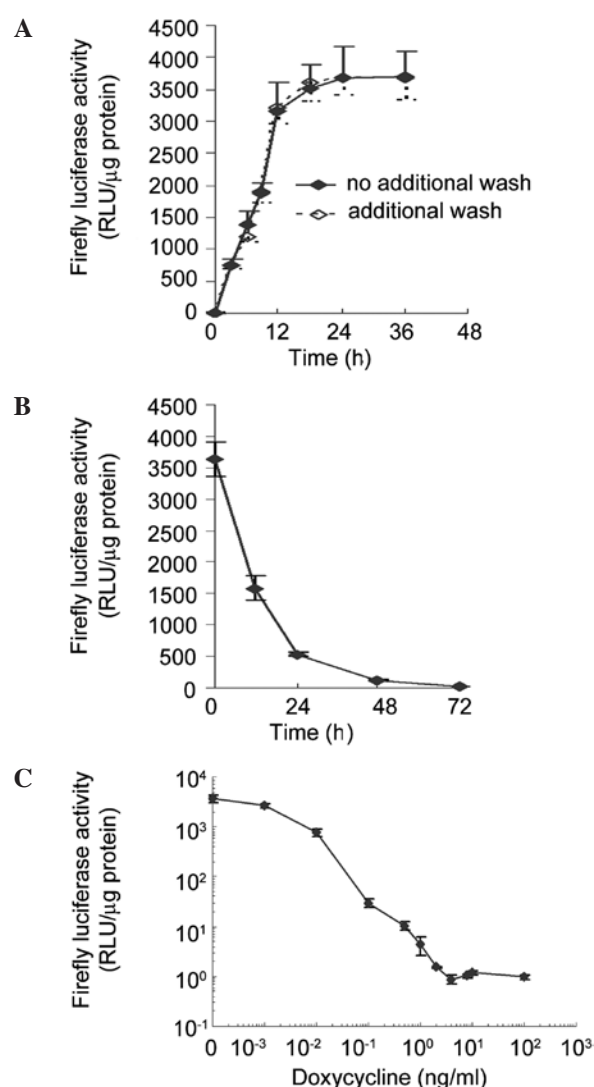 A
Firefly luciferase activity
(RLU/μg protein)
4500
4000
3500
3000
2500
2000
1500
1000
500
0
no additional wash
additional wash
0 12 24 36 48
Time (h)
B
Firefly luciferase activity
(RLU/μg protein)
4500
4000
3500
3000
2500
2000
1500
1000
500
0
0 24 48 72
Time (h)
C
Firefly luciferase activity
(RLU/μg protein)
10⁴
10³
10²
10¹
10⁰
10⁻¹
0 10⁻³ 10⁻² 10⁻¹ 10⁰ 10¹ 10² 10³
Doxycycline (ng/ml)